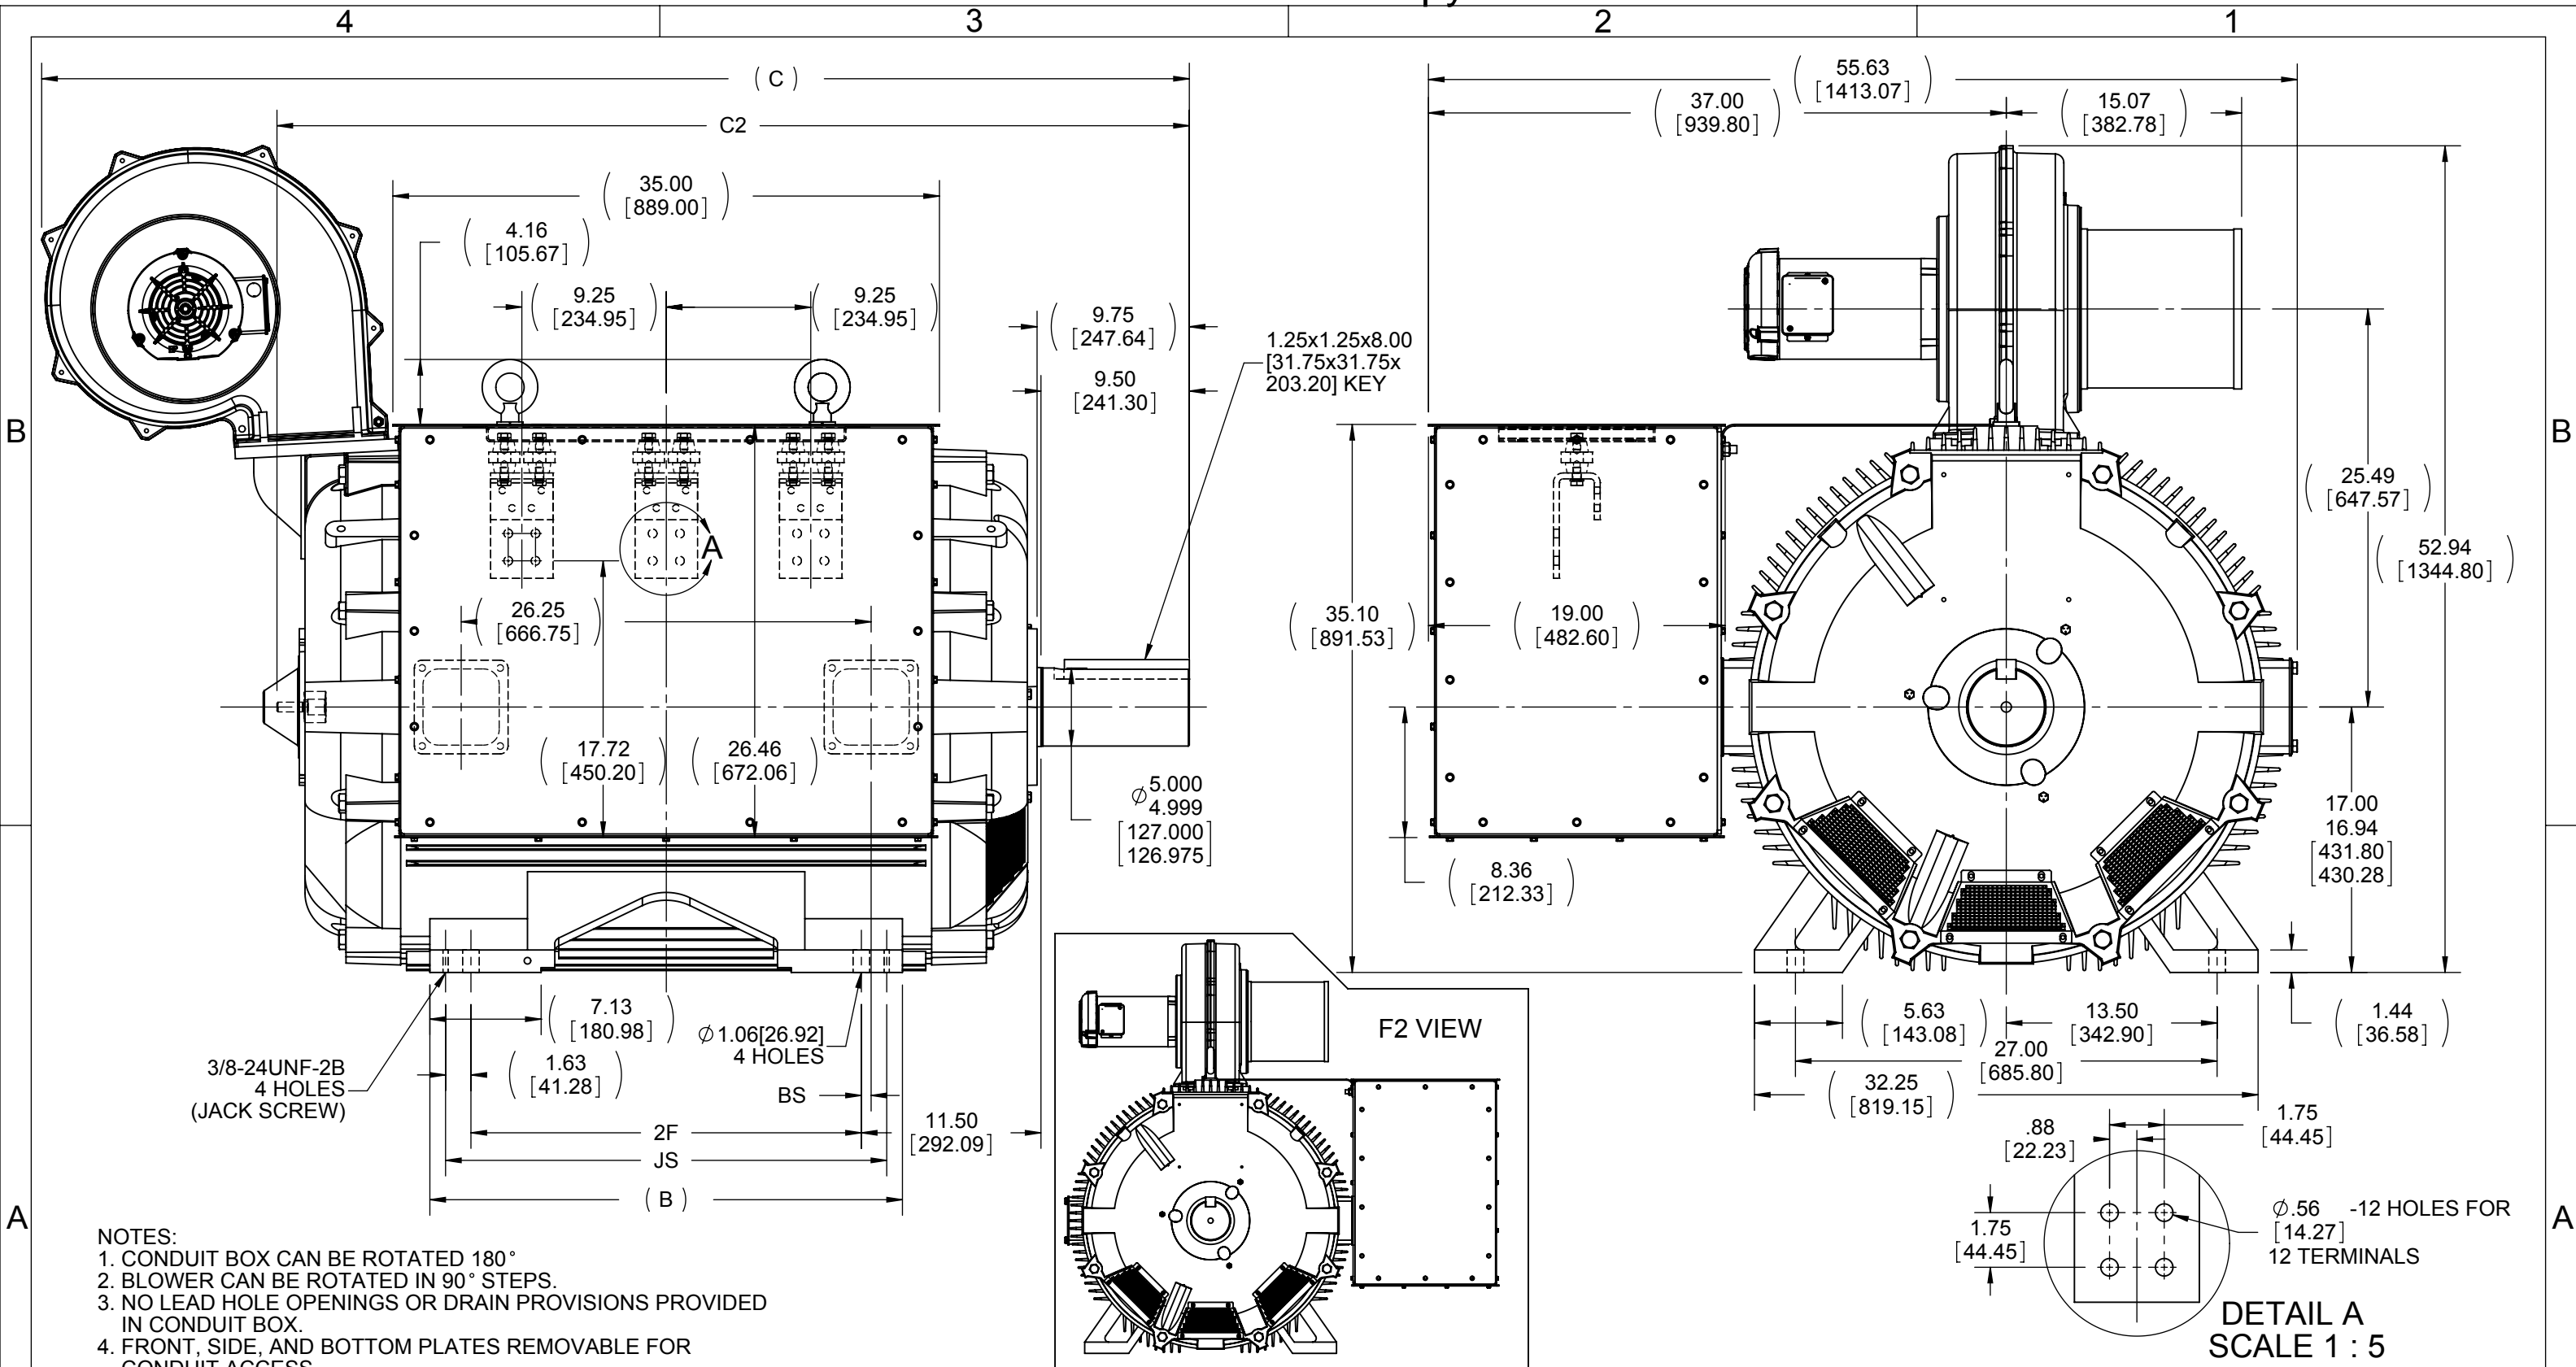 4
3
2
1
( C )
C2
( 35.00 [889.00] )
( 4.16 [105.67] )
( 9.25 [234.95] )
( 9.25 [234.95] )
( 9.75 [247.64] )
9.50 [241.30]
1.25x1.25x8.00
[31.75x31.75x
203.20] KEY
A
( 26.25 [666.75] )
( 17.72 [450.20] )
( 26.46 [672.06] )
⌀ 5.000
4.999
[127.000]
[126.975]
( 7.13 [180.98] )
( 1.63 [41.28] )
3/8-24UNF-2B
4 HOLES
(JACK SCREW)
⌀1.06[26.92]
4 HOLES
BS
11.50
[292.09]
2F
JS
( B )
( 55.63 [1413.07] )
( 37.00 [939.80] )
( 15.07 [382.78] )
( 25.49 [647.57] )
( 52.94 [1344.80] )
( 35.10 [891.53] )
( 19.00 [482.60] )
( 8.36 [212.33] )
17.00
16.94
[431.80]
[430.28]
( 5.63 [143.08] )
13.50
[342.90]
( 1.44 [36.58] )
27.00
[685.80]
( 32.25 [819.15] )
F2 VIEW
.88
[22.23]
1.75
[44.45]
1.75
[44.45]
⌀.56 -12 HOLES FOR
[14.27]
12 TERMINALS
DETAIL A
SCALE 1 : 5
B
B
A
A
NOTES:
1. CONDUIT BOX CAN BE ROTATED 180°
2. BLOWER CAN BE ROTATED IN 90° STEPS.
3. NO LEAD HOLE OPENINGS OR DRAIN PROVISIONS PROVIDED
IN CONDUIT BOX.
4. FRONT, SIDE, AND BOTTOM PLATES REMOVABLE FOR
CONDUIT ACCESS